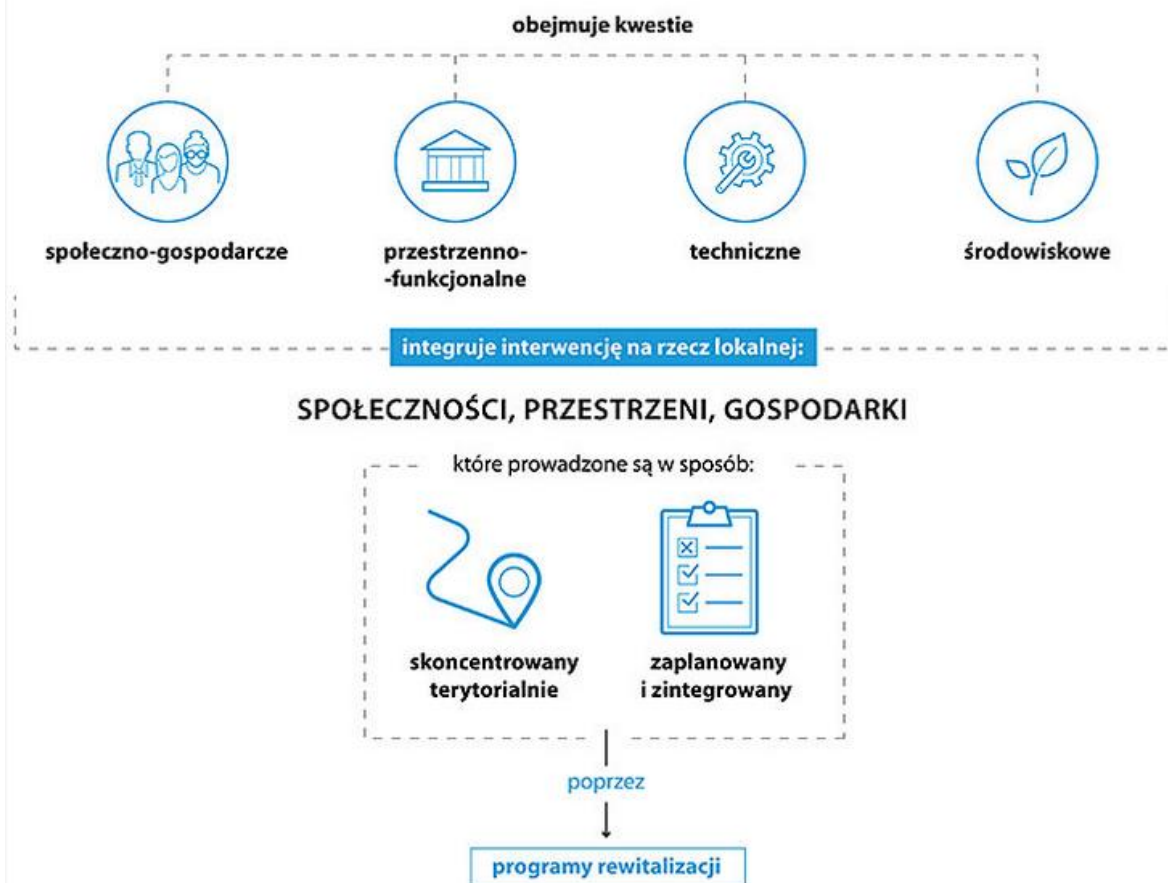 obejmuje kwestie
społeczno-gospodarcze
przestrzenno-
-funkcjonalne
techniczne
środowiskowe
integruje interwencję na rzecz lokalnej:
SPOŁECZNOŚCI, PRZESTRZENI, GOSPODARKI
które prowadzone są w sposób:
skoncentrowany
terytorialnie
zaplanowany
i zintegrowany
poprzez
programy rewitalizacji